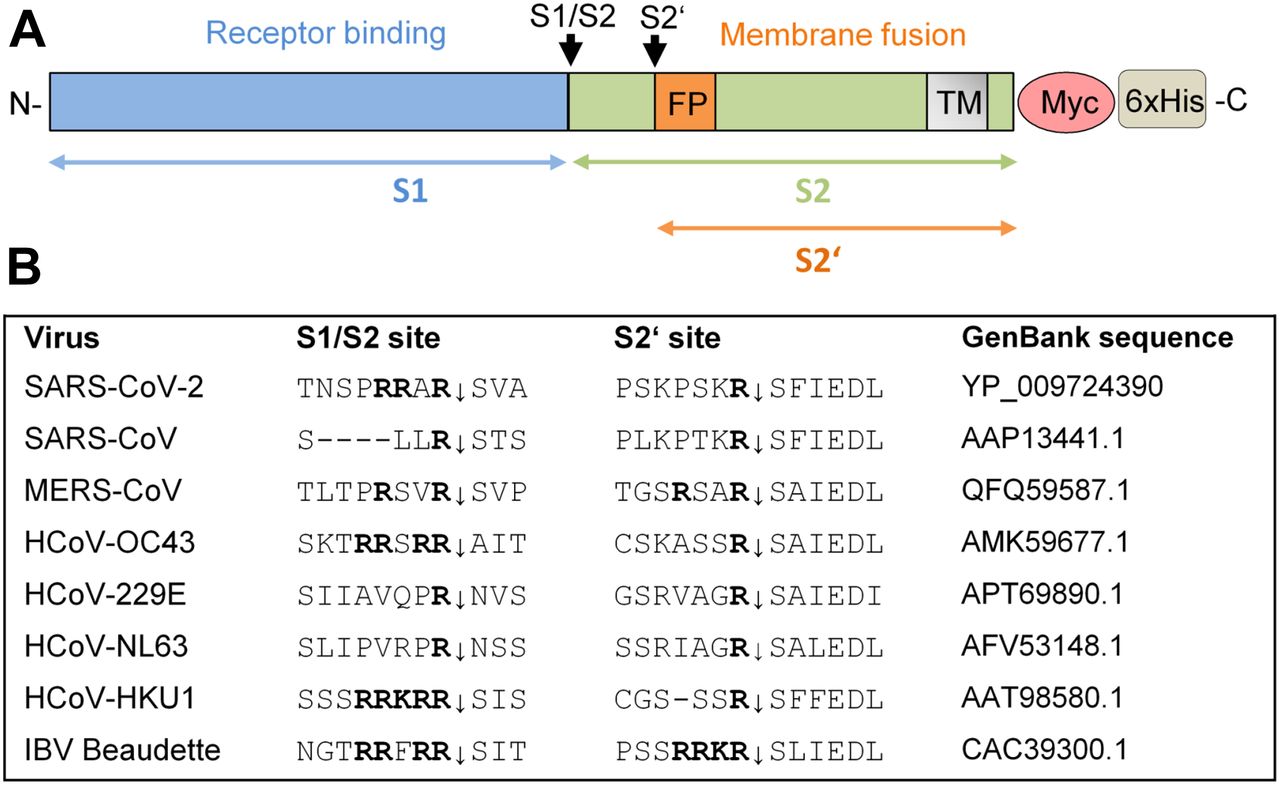 A
Receptor binding
S1/S2
S2‘
Membrane fusion
N-
FP
TM
Myc
6xHis
-C
S1
S2
S2‘
B
Virus S1/S2 site S2‘ site GenBank sequence
SARS-CoV-2 TNSPRRAR↓SVA PSKPSKR↓SFIEDL YP_009724390
SARS-CoV S----LLR↓STS PLKPTKR↓SFIEDL AAP13441.1
MERS-CoV TLTPRSVR↓SVP TGSRSAR↓SAIEDL QFQ59587.1
HCoV-OC43 SKTRRSRR↓AIT CSKASSR↓SAIEDL AMK59677.1
HCoV-229E SIIAVQPR↓NVS GSRVAGR↓SAIEDI APT69890.1
HCoV-NL63 SLIPVRPR↓NSS SSRIAGR↓SALEDL AFV53148.1
HCoV-HKU1 SSSRRKRR↓SIS CGS-SSR↓SFFEDL AAT98580.1
IBV Beaudette NGTRRFRR↓SIT PSSRRKR↓SLIEDL CAC39300.1